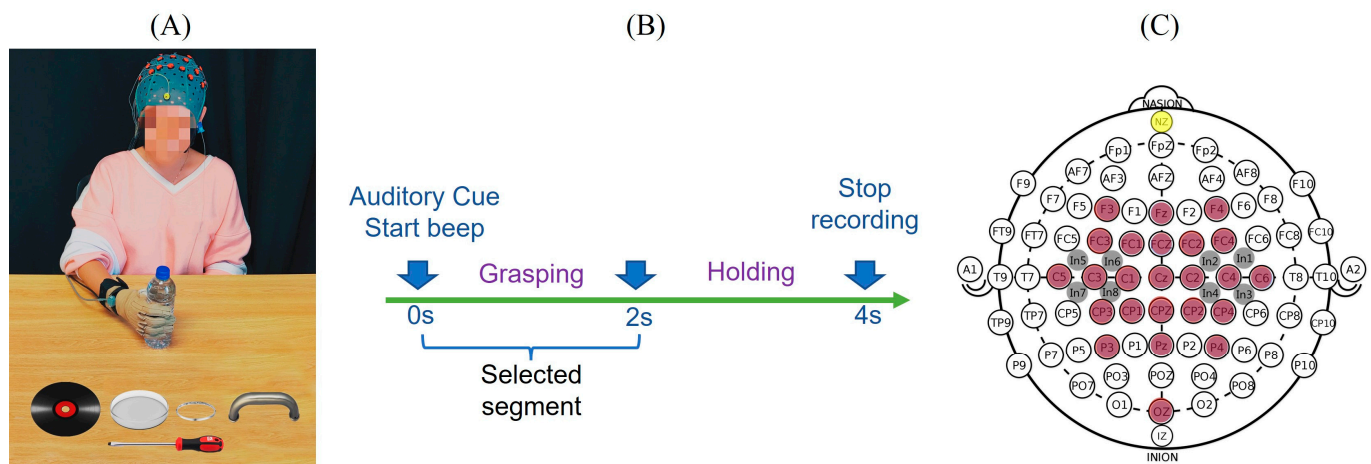 (A)
(B)
(C)
Auditory Cue
Start beep
Stop
recording
Grasping
Holding
0s
2s
4s
Selected
segment
NASION
NZ
Fp1 FpZ Fp2
AF7 AF3 AFZ AF4 AF8
F9 F7 F5 F3 F1 Fz F2 F4 F6 F8 F10
FT9 FT7 FC5 FC3 FC1 FCZ FC2 FC4 FC6 FC8 FC10
In5 In6 In2 In1
A1 T9 T7 C5 C3 C1 Cz C2 C4 C6 T8 T10 A2
In7 In8 In4 In3
TP9 TP7 CP5 CP3 CP1 CPZ CP2 CP4 CP6 CP8 CP10
P9 P7 P5 P3 P1 Pz P2 P4 P6 P8 P10
PO7 PO3 POZ PO4 PO8
O1 OZ O2
IZ
INION